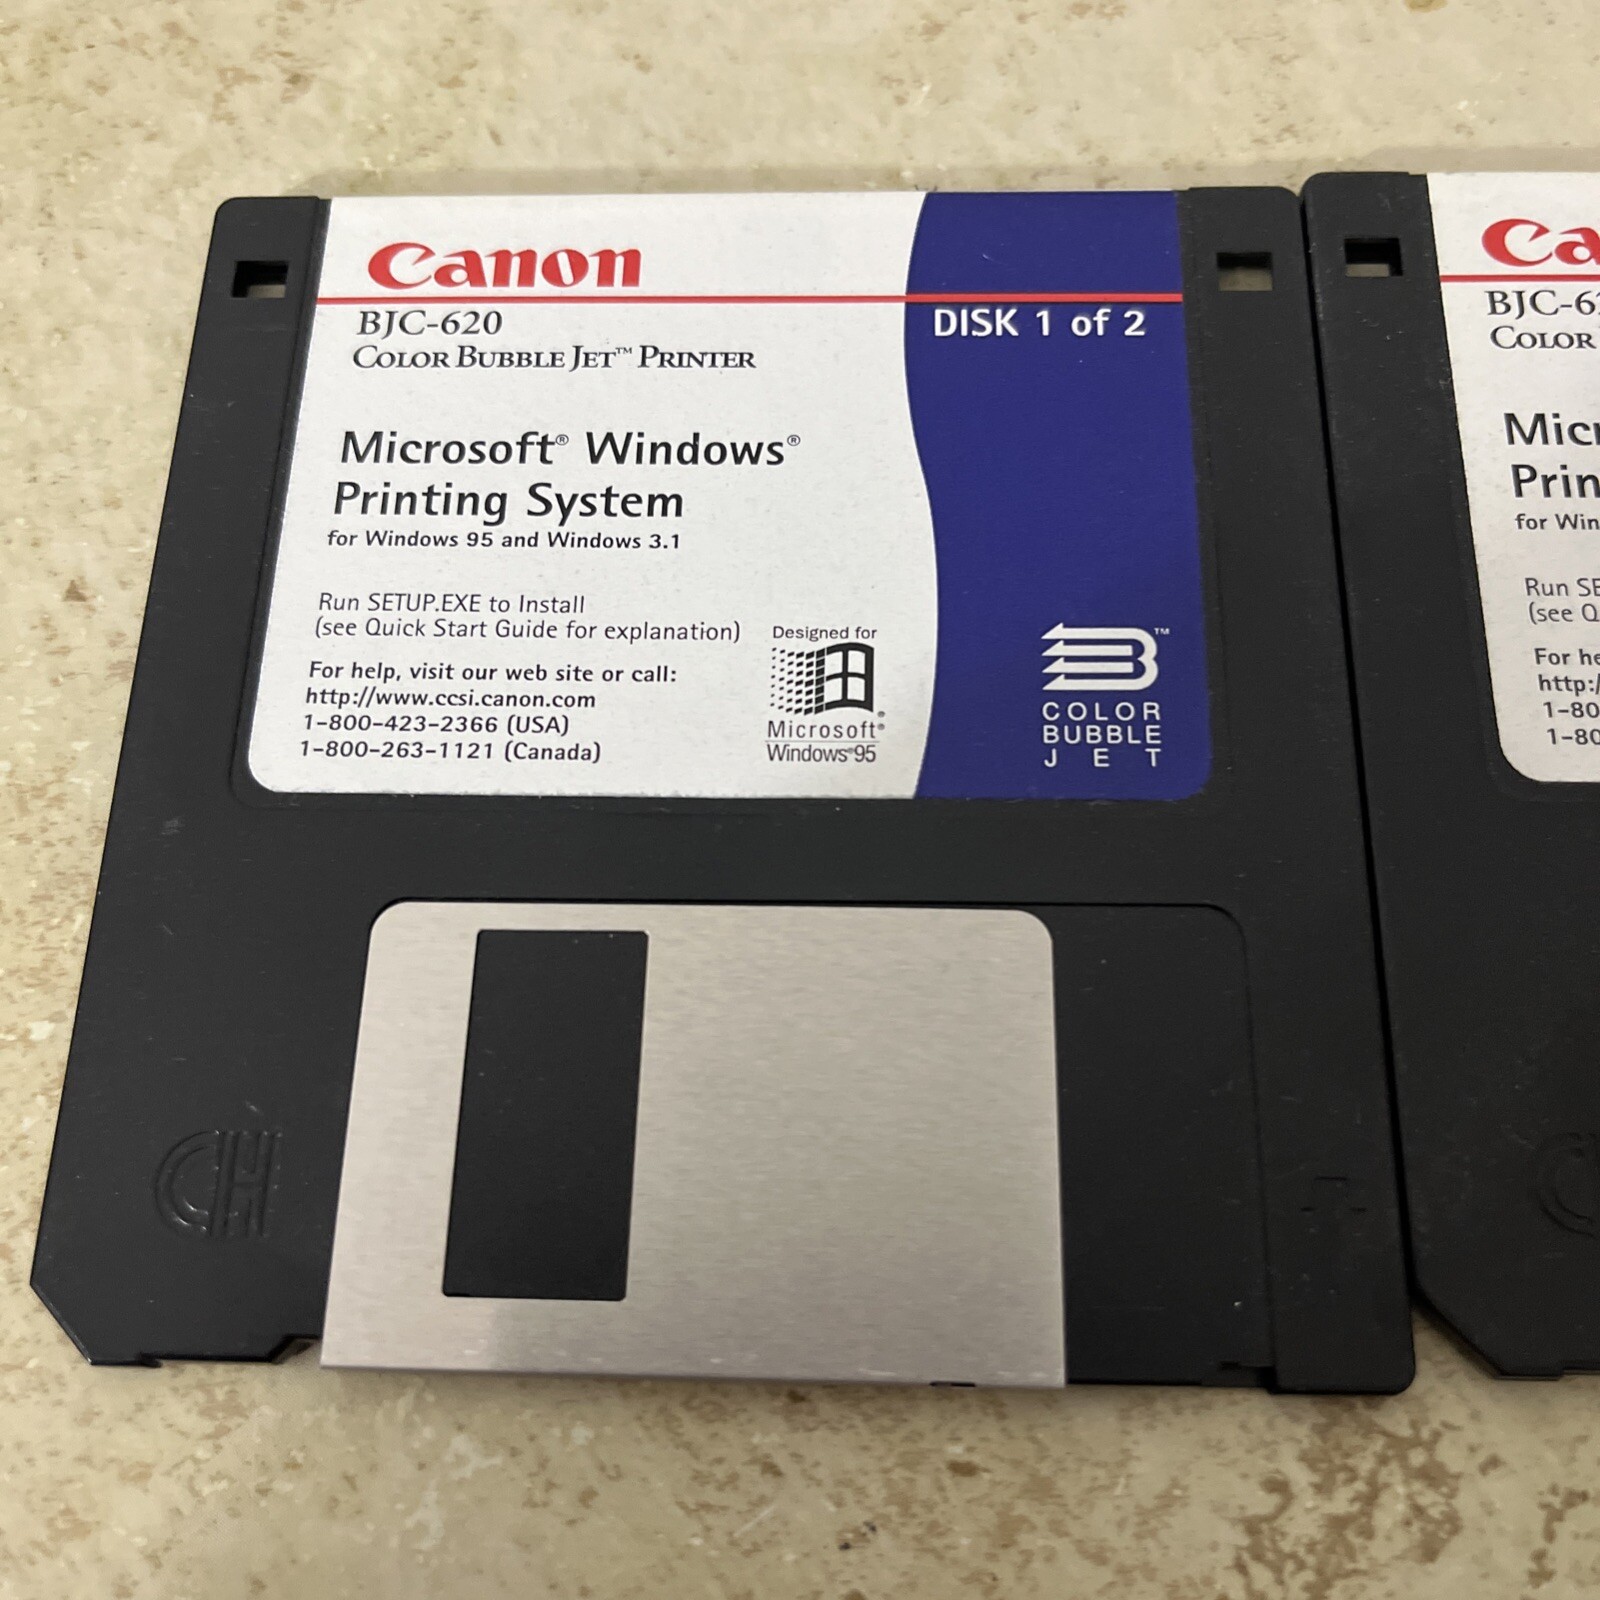 Canon
BJC-620
DISK 1 of 2
COLOR BUBBLE JET™ PRINTER
Microsoft® Windows®
Printing System
for Windows 95 and Windows 3.1
Run SETUP.EXE to Install
(see Quick Start Guide for explanation)
For help, visit our web site or call:
http://www.ccsi.canon.com
1-800-423-2366 (USA)
1-800-263-1121 (Canada)
Designed for
Microsoft®
Windows®95
B™
COLOR
BUBBLE
JET
CH
Ca
BJC-6
COLOR
Micr
Prin
for Win
Run SE
(see Q
For he
http:/
1-80
1-80